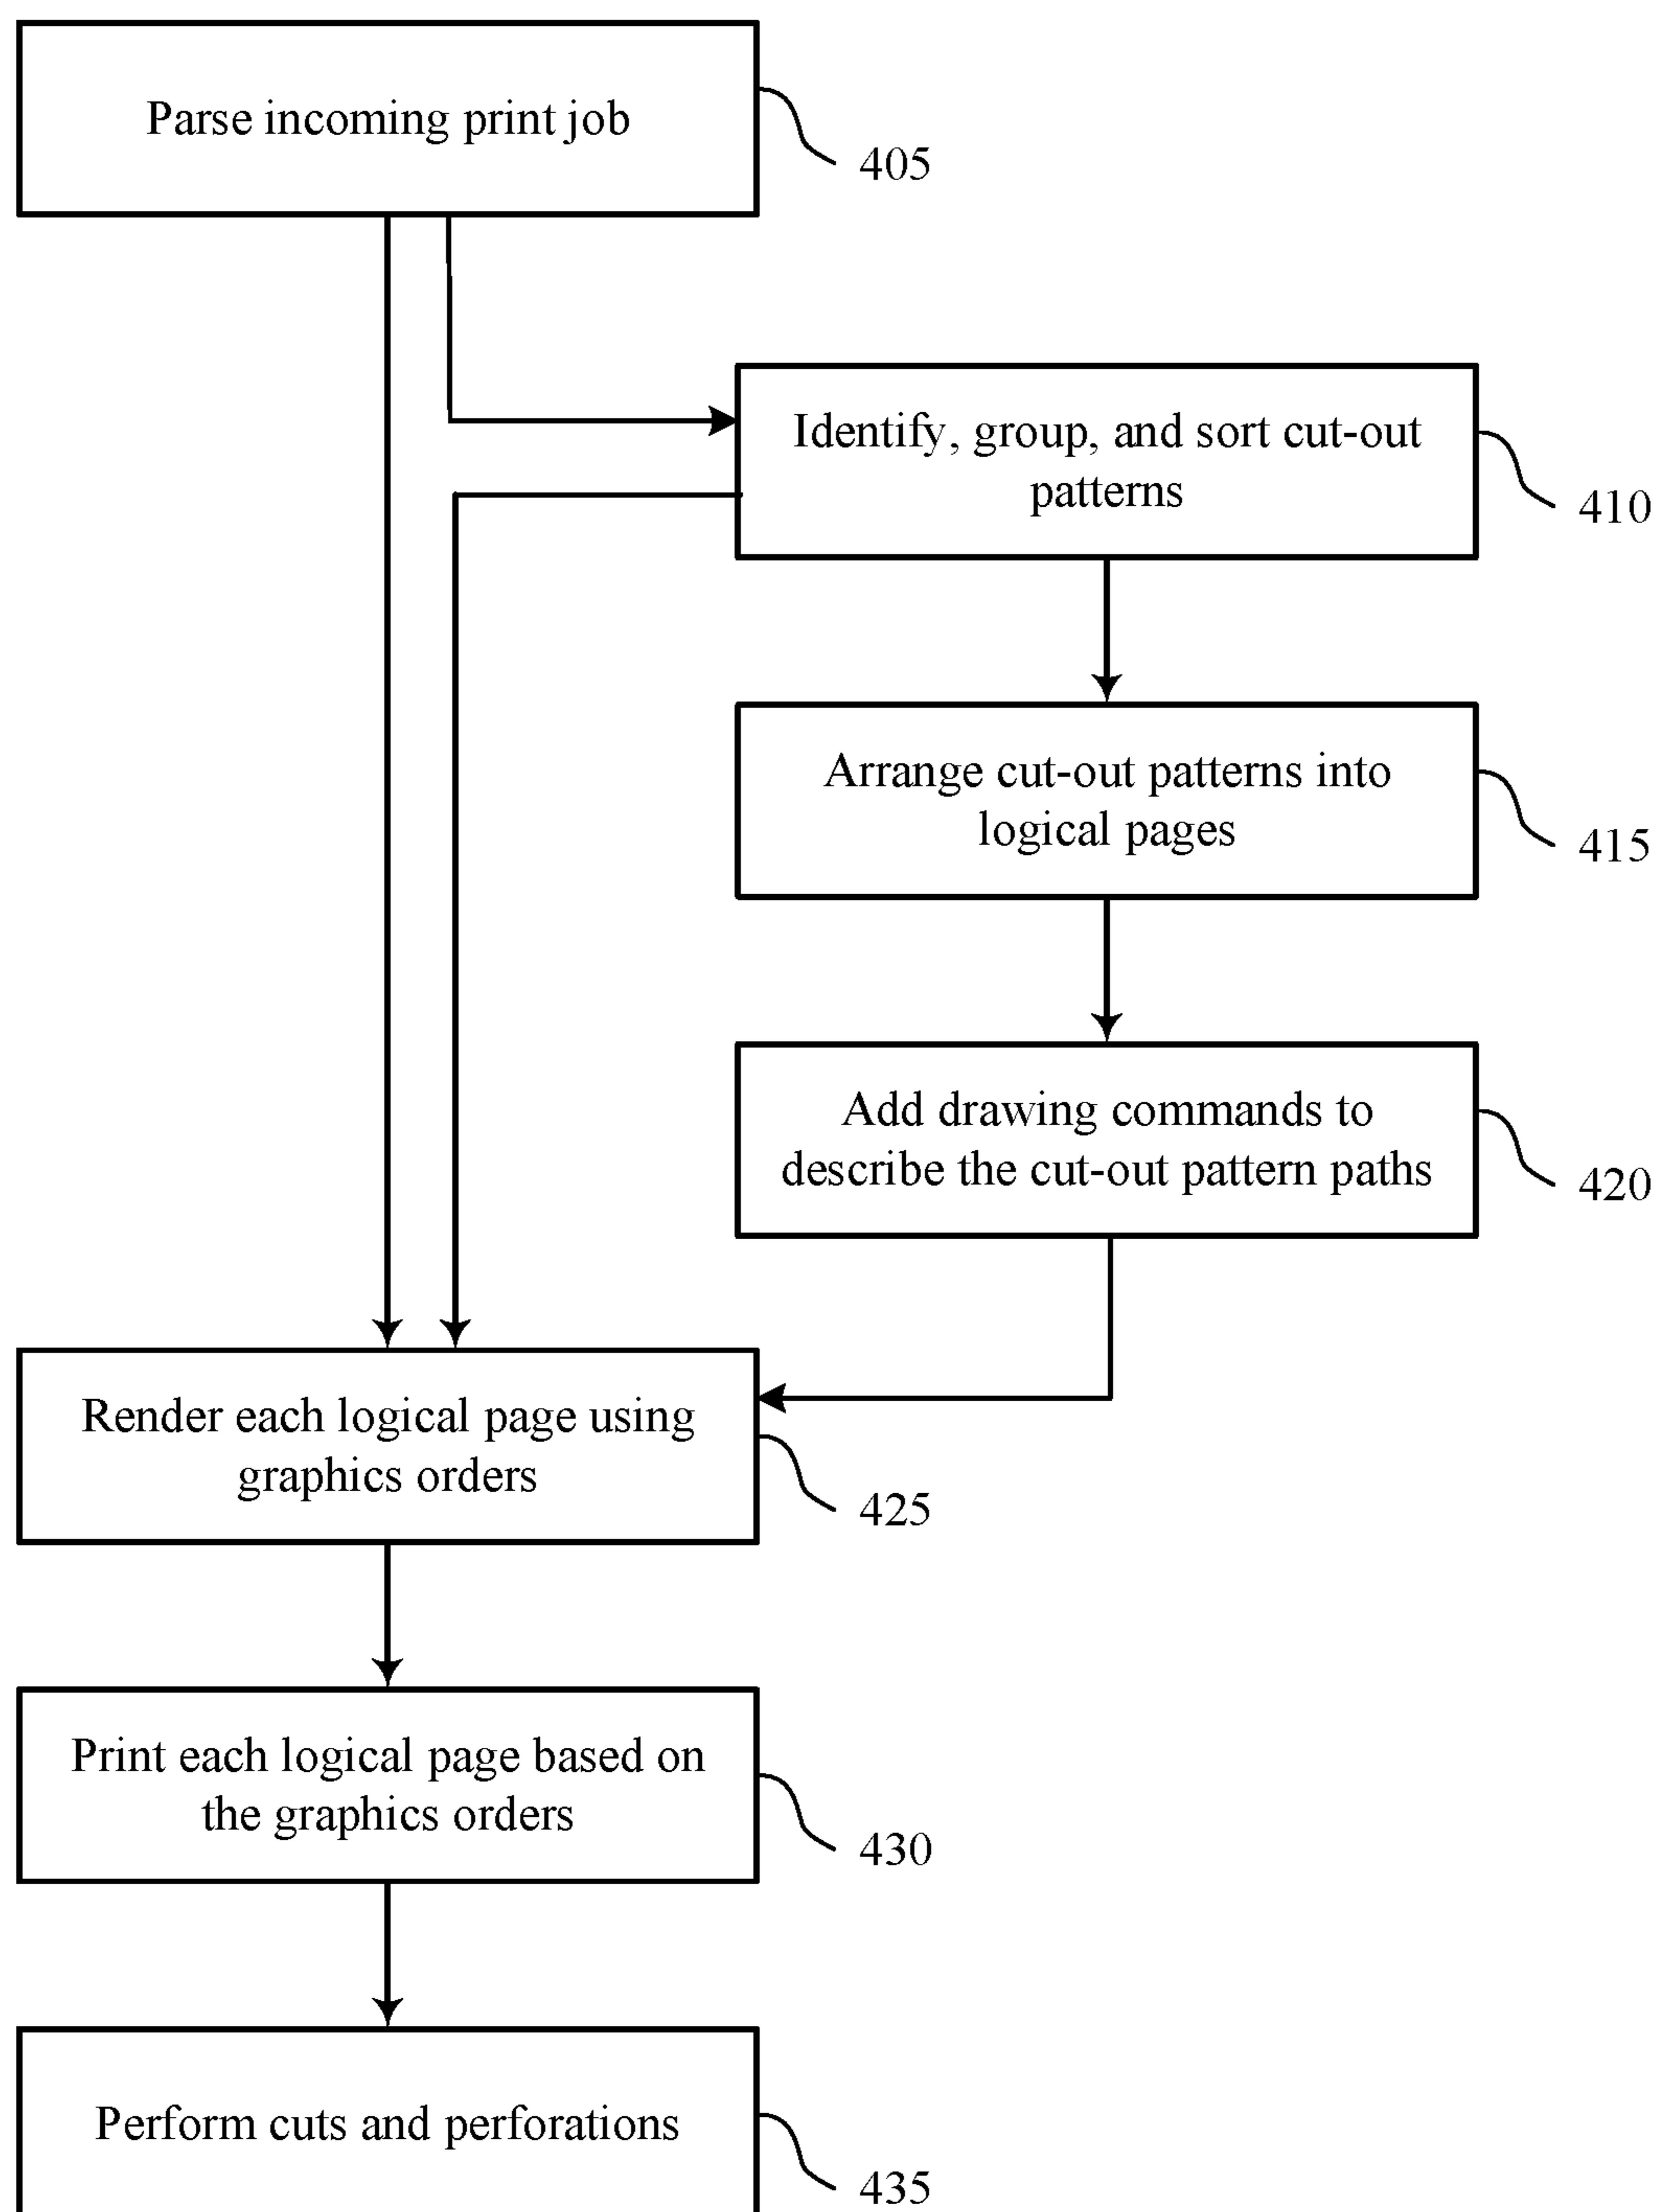 Parse incoming print job
405
Identify, group, and sort cut-out
patterns
410
Arrange cut-out patterns into
logical pages
415
Add drawing commands to
describe the cut-out pattern paths
420
Render each logical page using
graphics orders
425
Print each logical page based on
the graphics orders
430
Perform cuts and perforations
435